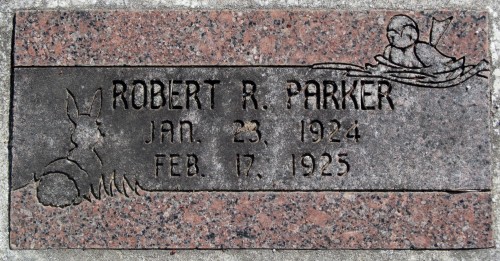 ROBERT R. PARKER
JAN. 23, 1924
FEB. 17, 1925